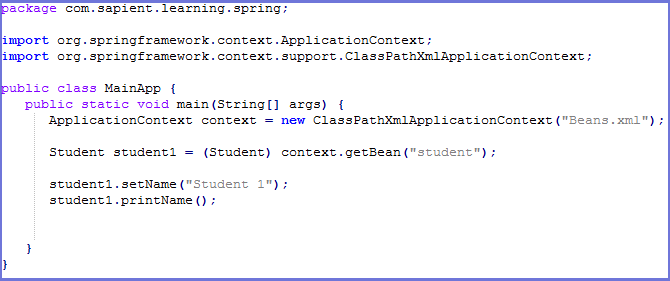 package com.sapient.learning.spring;
import org.springframework.context.ApplicationContext;
import org.springframework.context.support.ClassPathXmlApplicationContext;
public class MainApp {
public static void main(String[] args) {
ApplicationContext context = new ClassPathXmlApplicationContext("Beans.xml");
Student student1 = (Student) context.getBean("student");
student1.setName("Student 1");
student1.printName();
}
}